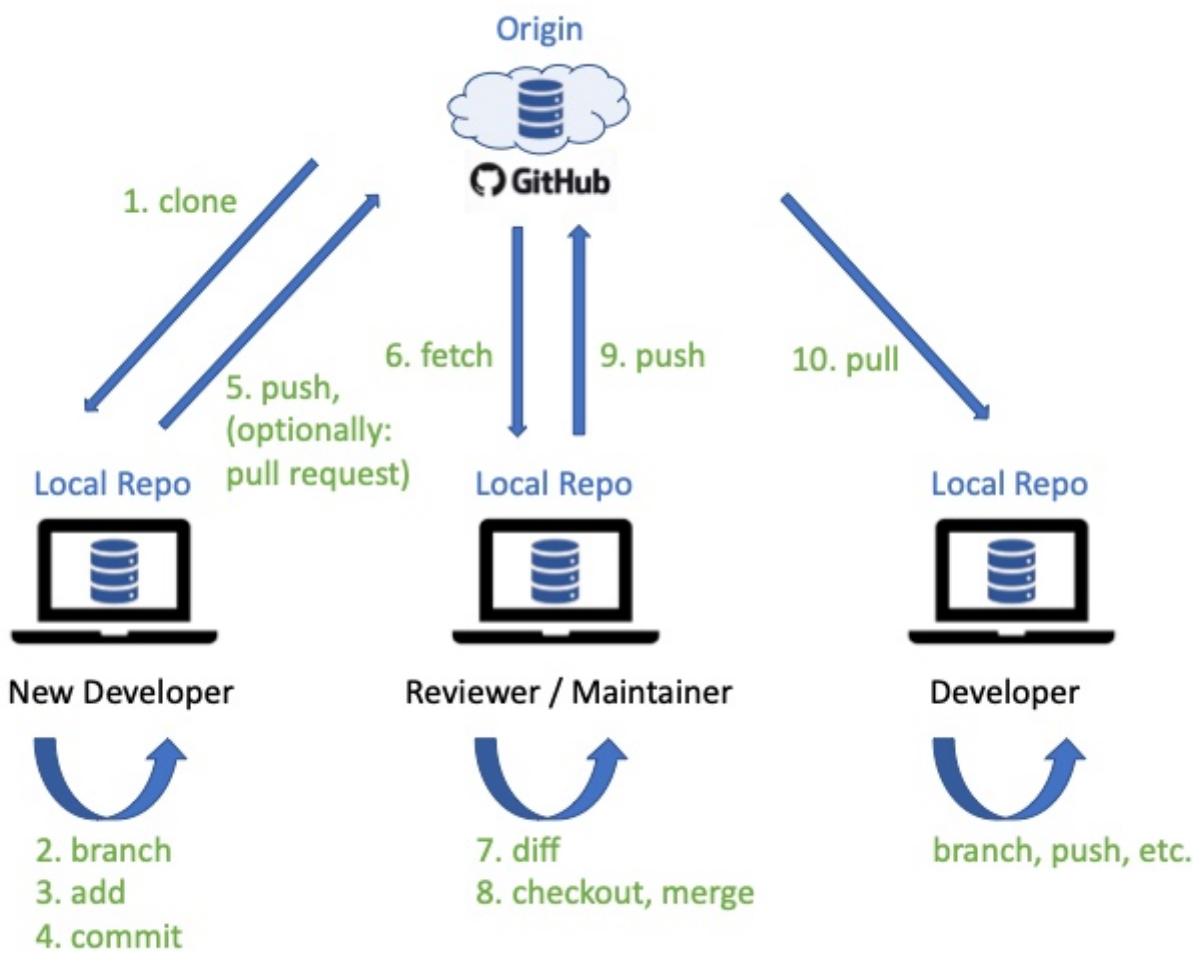 Origin
GitHub
1. clone
6. fetch
9. push
10. pull
5. push,
(optionally:
pull request)
Local Repo
Local Repo
Local Repo
New Developer
Reviewer / Maintainer
Developer
2. branch
3. add
4. commit
7. diff
8. checkout, merge
branch, push, etc.